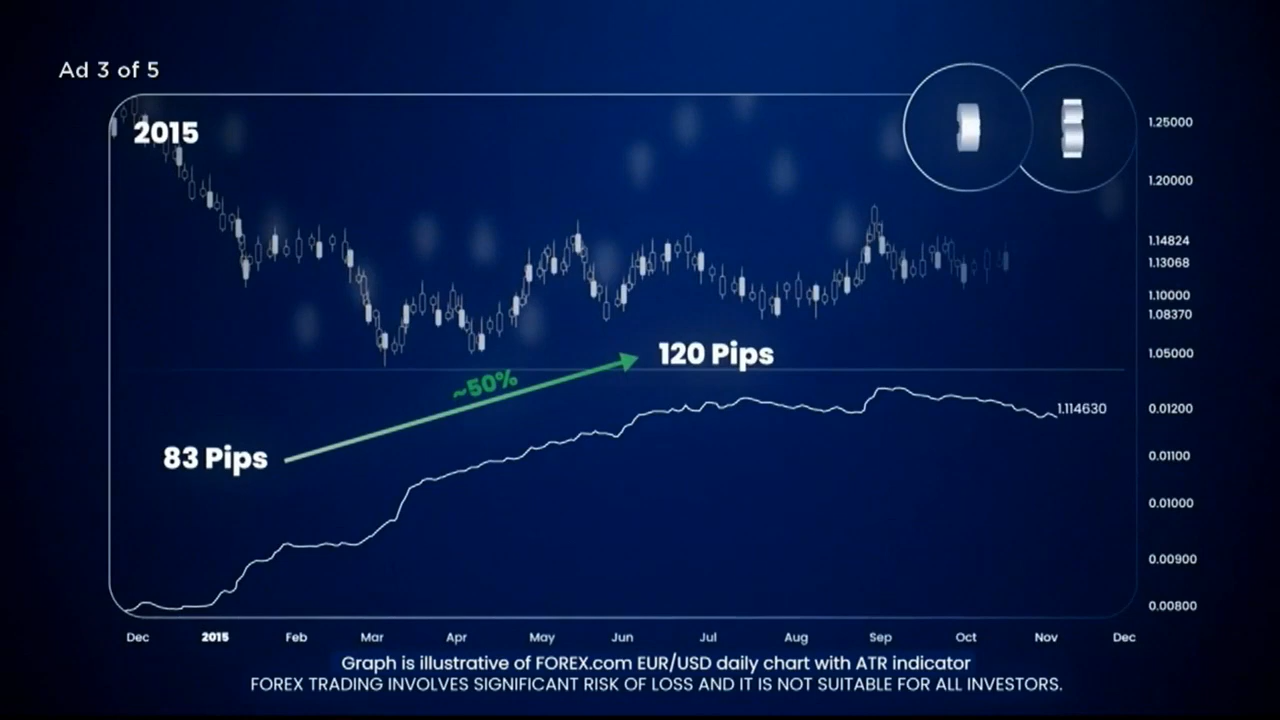 Ad 3 of 5
2015
1.25000
1.20000
1.14824
1.13068
1.10000
1.08370
1.05000
120 Pips
~50%
83 Pips
1.114630
0.01200
0.01100
0.01000
0.00900
0.00800
Dec 2015 Feb Mar Apr May Jun Jul Aug Sep Oct Nov Dec
Graph is illustrative of FOREX.com EUR/USD daily chart with ATR indicator
FOREX TRADING INVOLVES SIGNIFICANT RISK OF LOSS AND IT IS NOT SUITABLE FOR ALL INVESTORS.